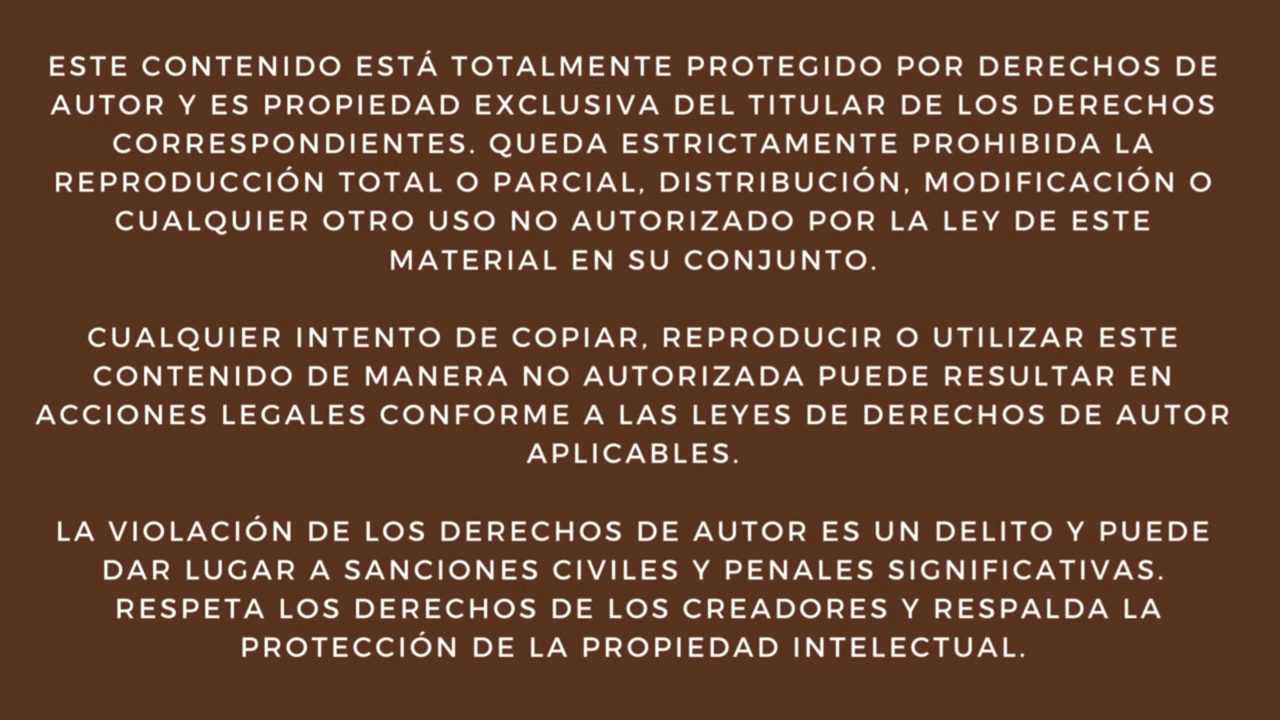 ESTE CONTENIDO ESTÁ TOTALMENTE PROTEGIDO POR DERECHOS DE
AUTOR Y ES PROPIEDAD EXCLUSIVA DEL TITULAR DE LOS DERECHOS
CORRESPONDIENTES. QUEDA ESTRICTAMENTE PROHIBIDA LA
REPRODUCCIÓN TOTAL O PARCIAL, DISTRIBUCIÓN, MODIFICACIÓN O
CUALQUIER OTRO USO NO AUTORIZADO POR LA LEY DE ESTE
MATERIAL EN SU CONJUNTO.
CUALQUIER INTENTO DE COPIAR, REPRODUCIR O UTILIZAR ESTE
CONTENIDO DE MANERA NO AUTORIZADA PUEDE RESULTAR EN
ACCIONES LEGALES CONFORME A LAS LEYES DE DERECHOS DE AUTOR
APLICABLES.
LA VIOLACIÓN DE LOS DERECHOS DE AUTOR ES UN DELITO Y PUEDE
DAR LUGAR A SANCIONES CIVILES Y PENALES SIGNIFICATIVAS.
RESPETA LOS DERECHOS DE LOS CREADORES Y RESPALDA LA
PROTECCIÓN DE LA PROPIEDAD INTELECTUAL.